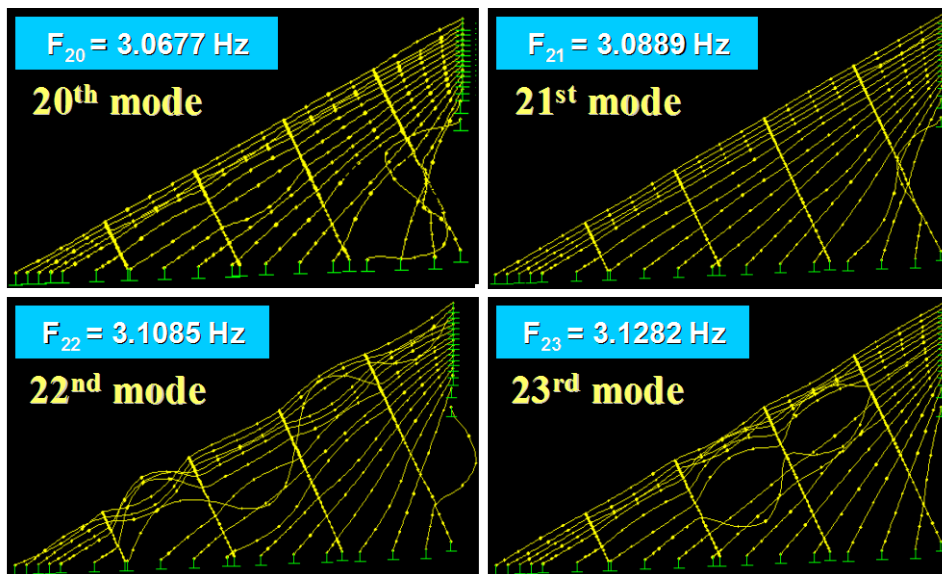 F20 = 3.0677 Hz
20th mode
F21 = 3.0889 Hz
21st mode
F22 = 3.1085 Hz
22nd mode
F23 = 3.1282 Hz
23rd mode